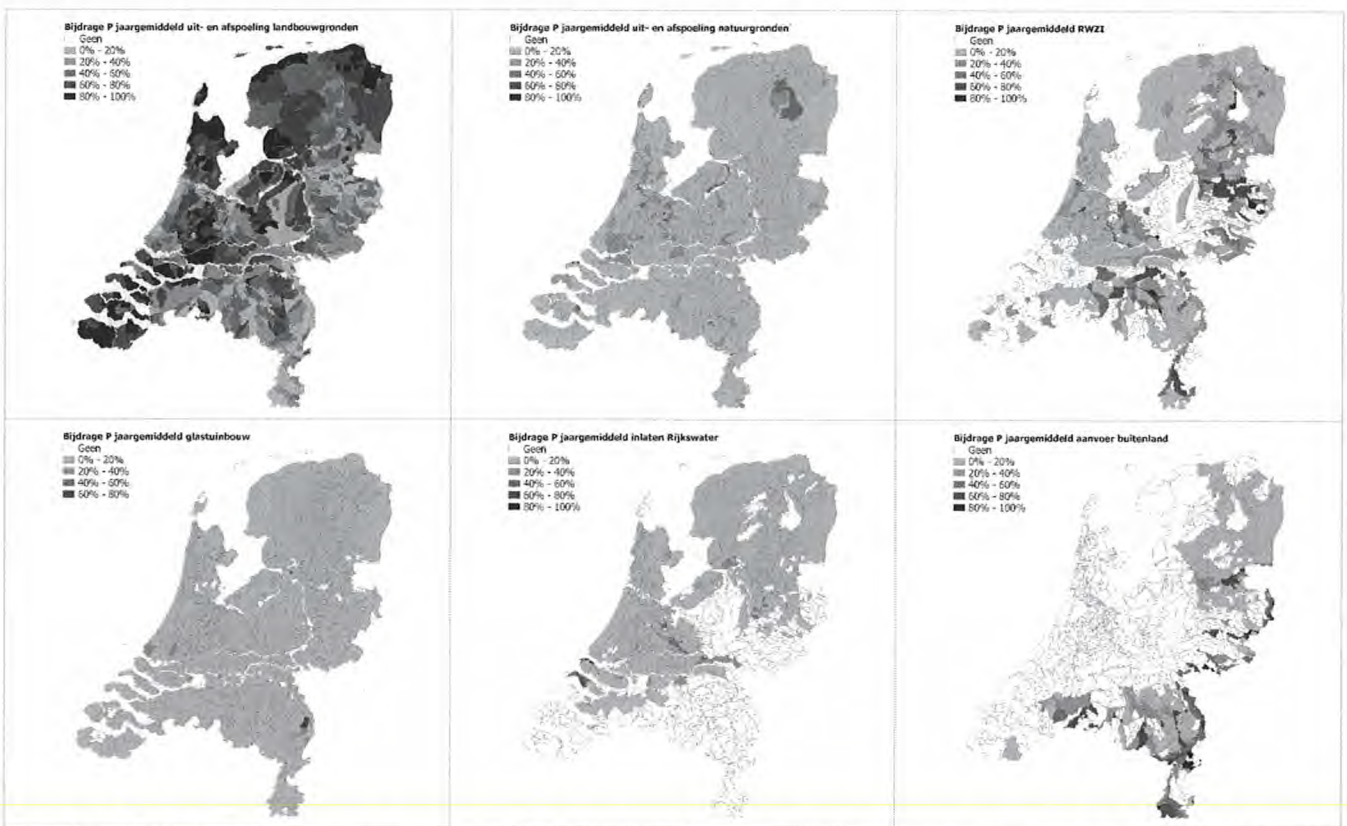 Bijdrage P jaargemiddeld uit- en afspoeling landbouwgronden
Geen
0% - 20%
20% - 40%
40% - 60%
60% - 80%
80% - 100%
Bijdrage P jaargemiddeld uit- en afspoeling natuurgronden
Geen
0% - 20%
20% - 40%
40% - 60%
60% - 80%
80% - 100%
Bijdrage P jaargemiddeld RWZI
Geen
0% - 20%
20% - 40%
40% - 60%
60% - 80%
80% - 100%
Bijdrage P jaargemiddeld glastuinbouw
Geen
0% - 20%
20% - 40%
40% - 60%
60% - 80%
Bijdrage P jaargemiddeld inlaten Rijkswater
Geen
0% - 20%
20% - 40%
40% - 60%
60% - 80%
80% - 100%
Bijdrage P jaargemiddeld aanvoer buitenland
Geen
0% - 20%
20% - 40%
40% - 60%
60% - 80%
80% - 100%